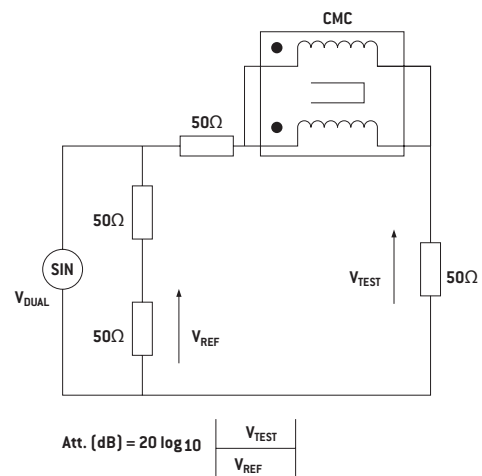 CMC
50Ω
50Ω
SIN
V_DUAL
50Ω
V_REF
V_TEST
50Ω
Att. (dB) = 20 log10
V_TEST
V_REF